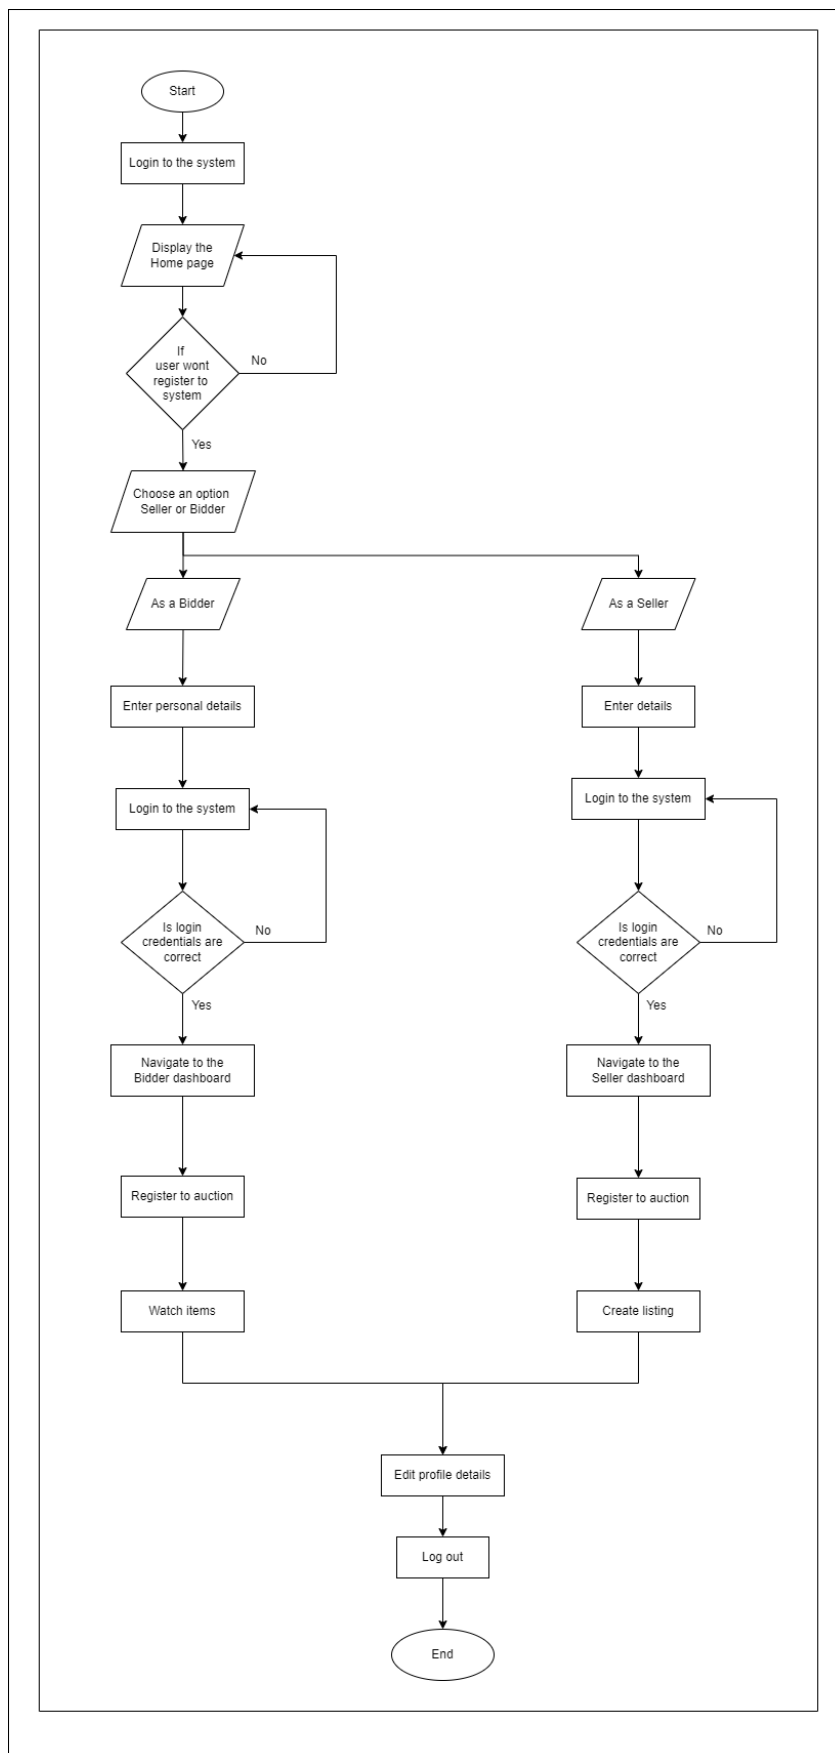 Start
Login to the system
Display the
Home page
If
user wont
register to
system
No
Yes
Choose an option
Seller or Bidder
As a Bidder
As a Seller
Enter personal details
Enter details
Login to the system
Login to the system
Is login
credentials are
correct
No
Is login
credentials are
correct
No
Yes
Yes
Navigate to the
Bidder dashboard
Navigate to the
Seller dashboard
Register to auction
Register to auction
Watch items
Create listing
Edit profile details
Log out
End